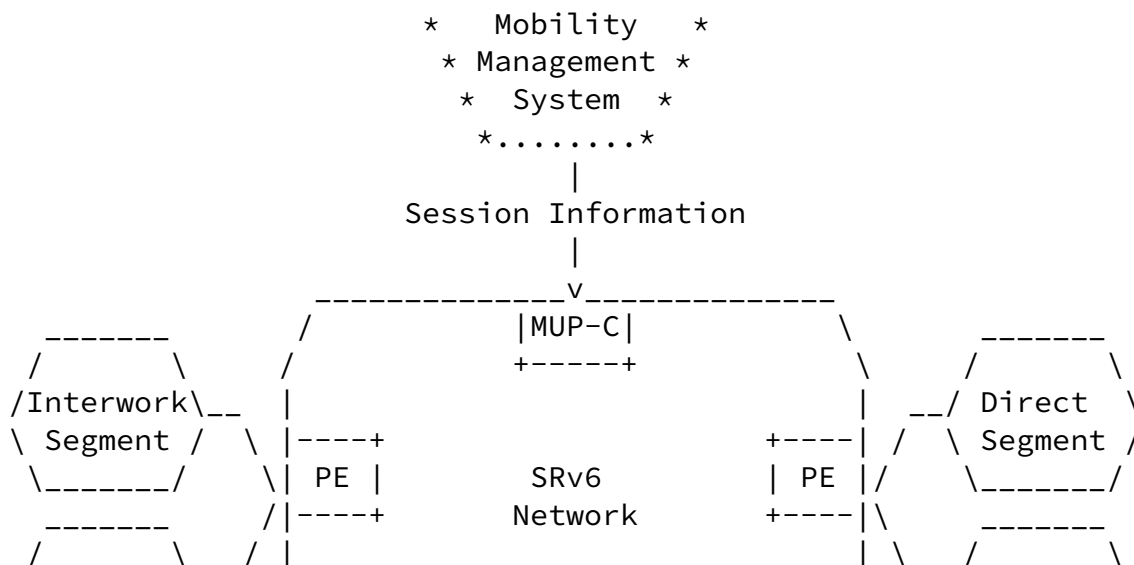 Mobility
Management
System
Session Information
MUP-C
Interwork Direct
Segment Segment
PE SRv6 PE
Network